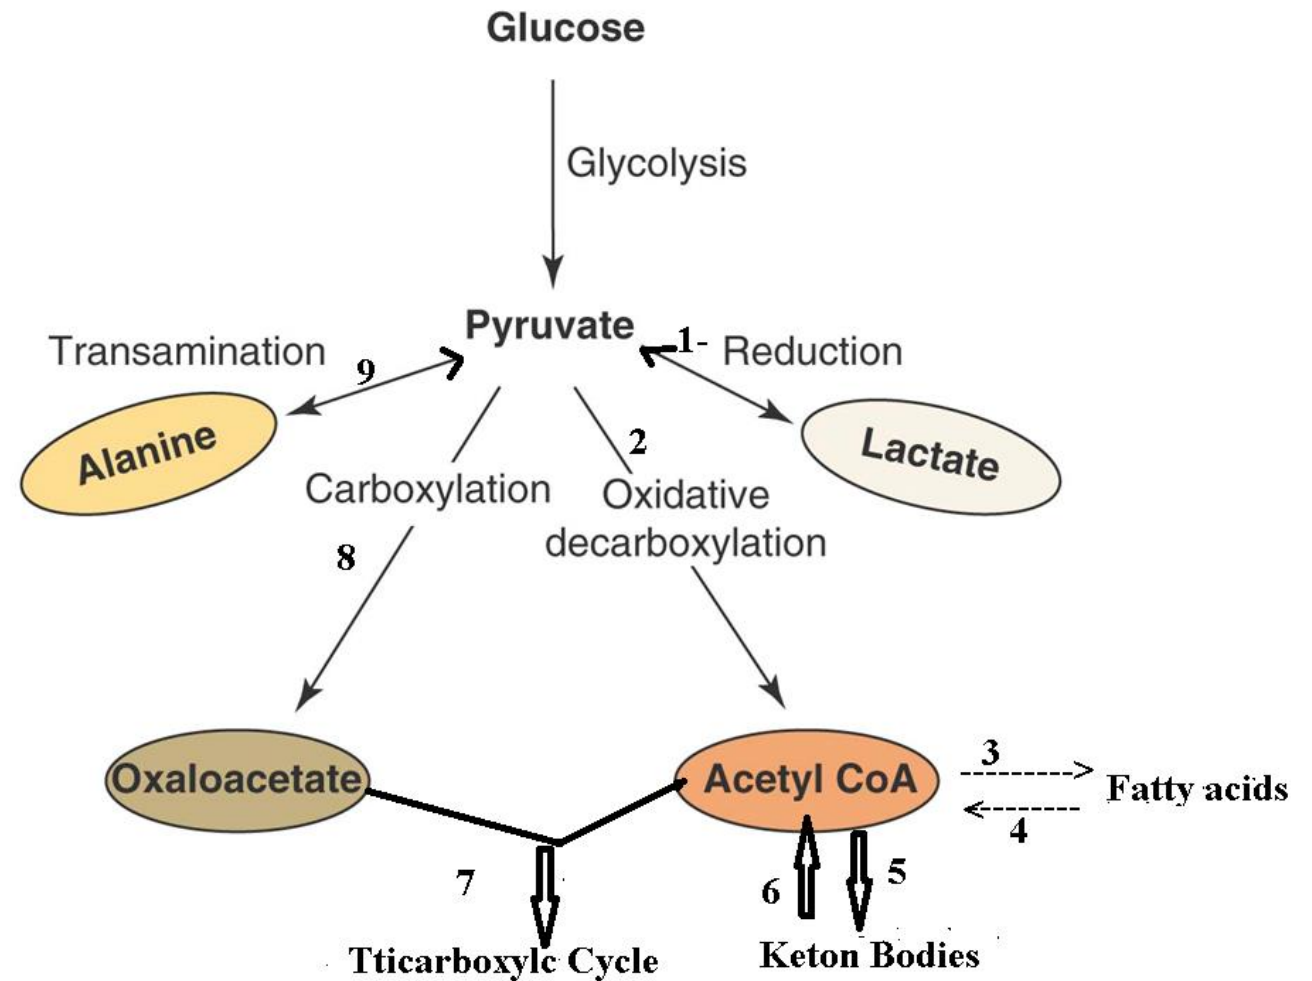 Glucose
Glycolysis
Pyruvate
Transamination
9
1-
Reduction
Alanine
Lactate
2
Carboxylation
Oxidative
decarboxylation
8
Oxaloacetate
Acetyl CoA
3
Fatty acids
4
7
6
5
Tticarboxylc Cycle
Keton Bodies